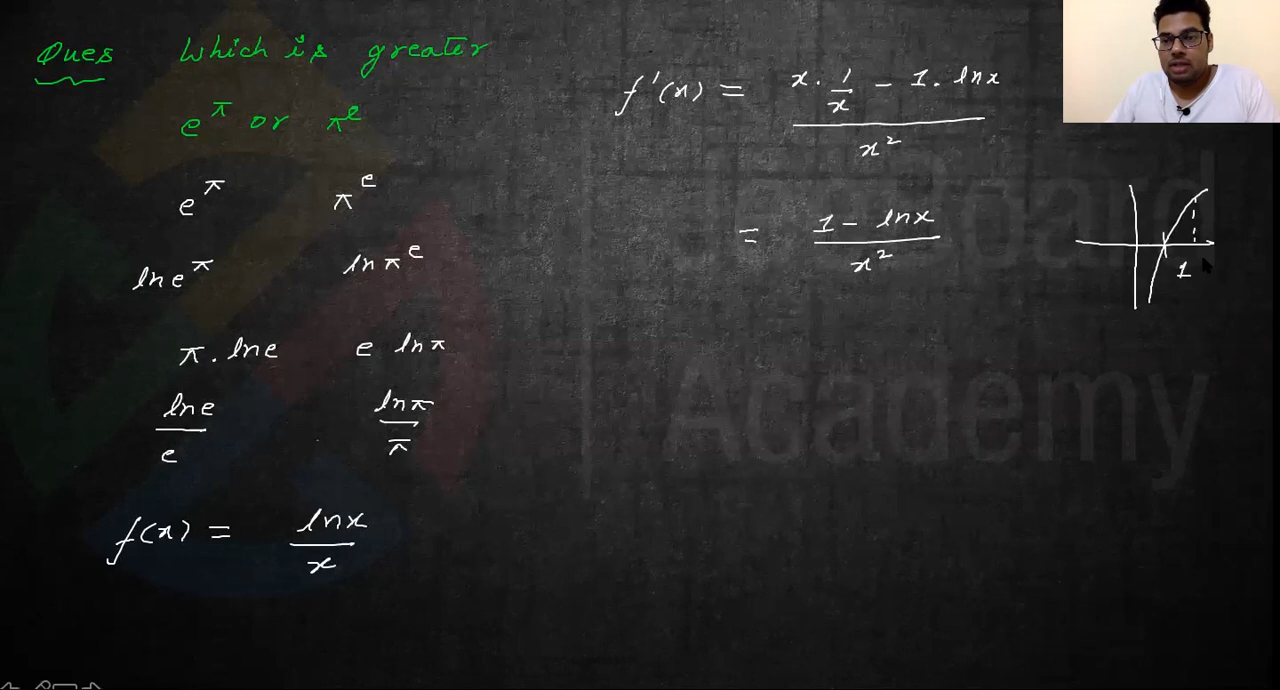 Ques Which is greater
e^π or π^e
e^π π^e
ln e^π ln π^e
π . ln e e ln π
ln e / e ln π / π
f(x) = ln x / x
f'(x) = (x . 1/x - 1 . ln x) / x²
= (1 - ln x) / x²
1
Academy